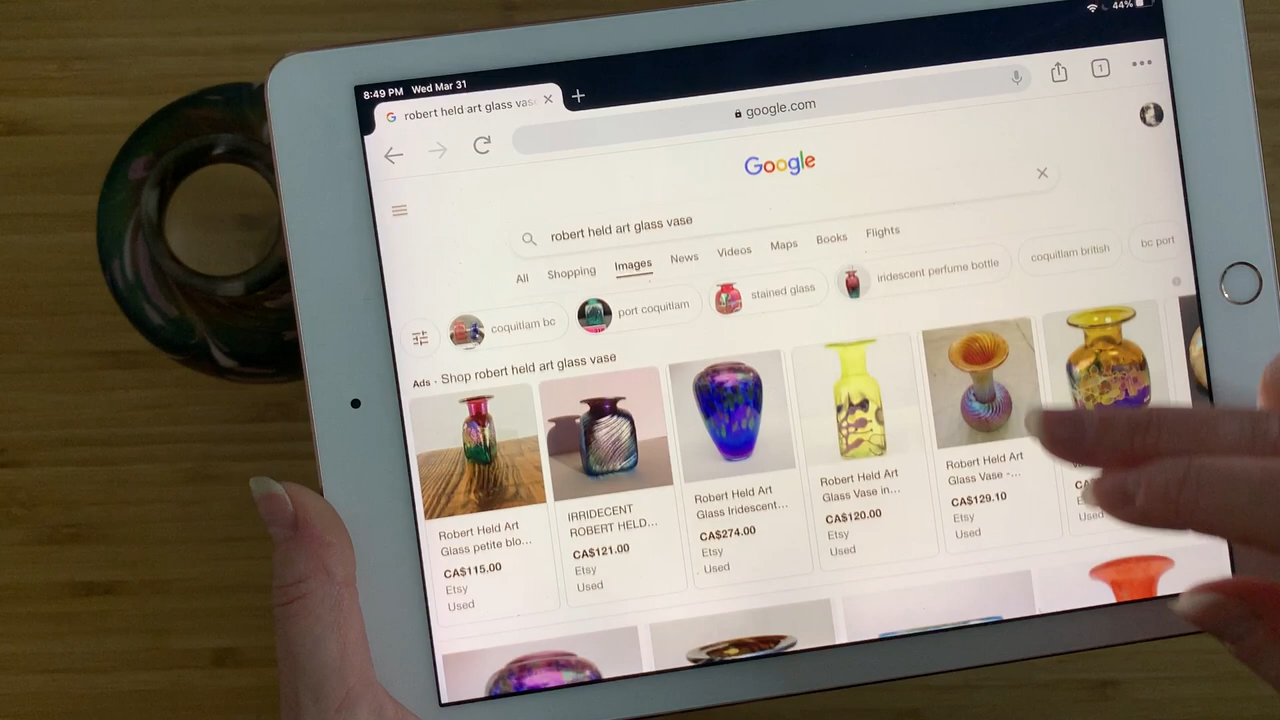 8:49 PM Wed Mar 31
44%
robert held art glass vas
google.com
1
Google
robert held art glass vase
All Shopping Images News Videos Maps Books Flights
coquitlam bc
port coquitlam
stained glass
iridescent perfume bottle
coquitlam british
bc port
Ads · Shop robert held art glass vase
Robert Held Art
Glass petite blo...
CA$115.00
Etsy
Used
IRRIDECENT
ROBERT HELD...
CA$121.00
Etsy
Used
Robert Held Art
Glass Iridescent...
CA$274.00
Etsy
Used
Robert Held Art
Glass Vase in...
CA$120.00
Etsy
Used
Robert Held Art
Glass Vase -...
CA$129.10
Etsy
Used
Used